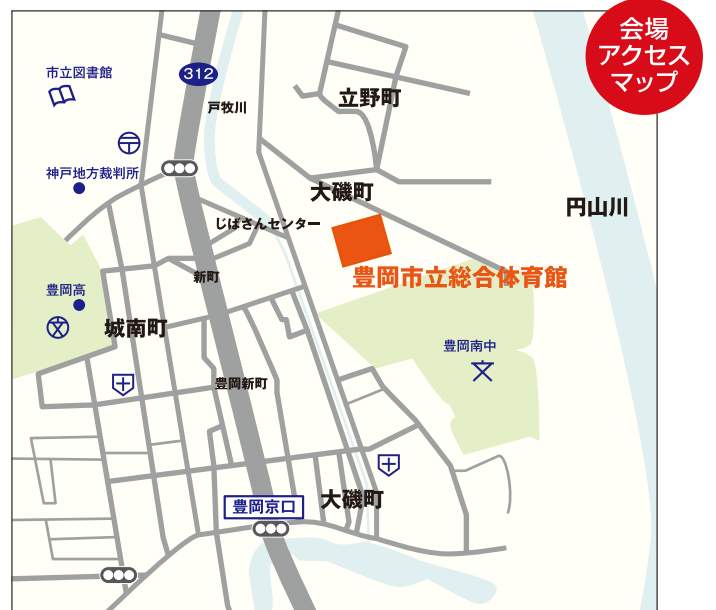 会場
アクセス
マップ
市立図書館
312
戸牧川
立野町
神戸地方裁判所
大磯町
円山川
じばさんセンター
新町
豊岡市立総合体育館
豊岡高
城南町
豊岡南中
豊岡新町
大磯町
豊岡京口